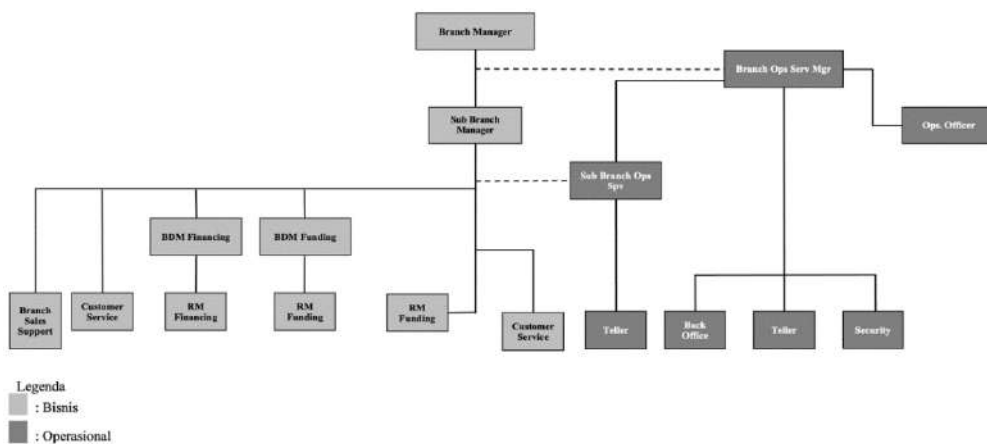 Branch Manager
Branch Ops Serv Mgr
Sub Branch
Manager
Ops. Officer
Sub Branch Ops
Spv
BDM Financing
BDM Funding
Branch
Sales
Support
Customer
Service
RM
Financing
RM
Funding
RM
Funding
Customer
Service
Teller
Back
Office
Teller
Security
Legenda
: Bisnis
: Operasional